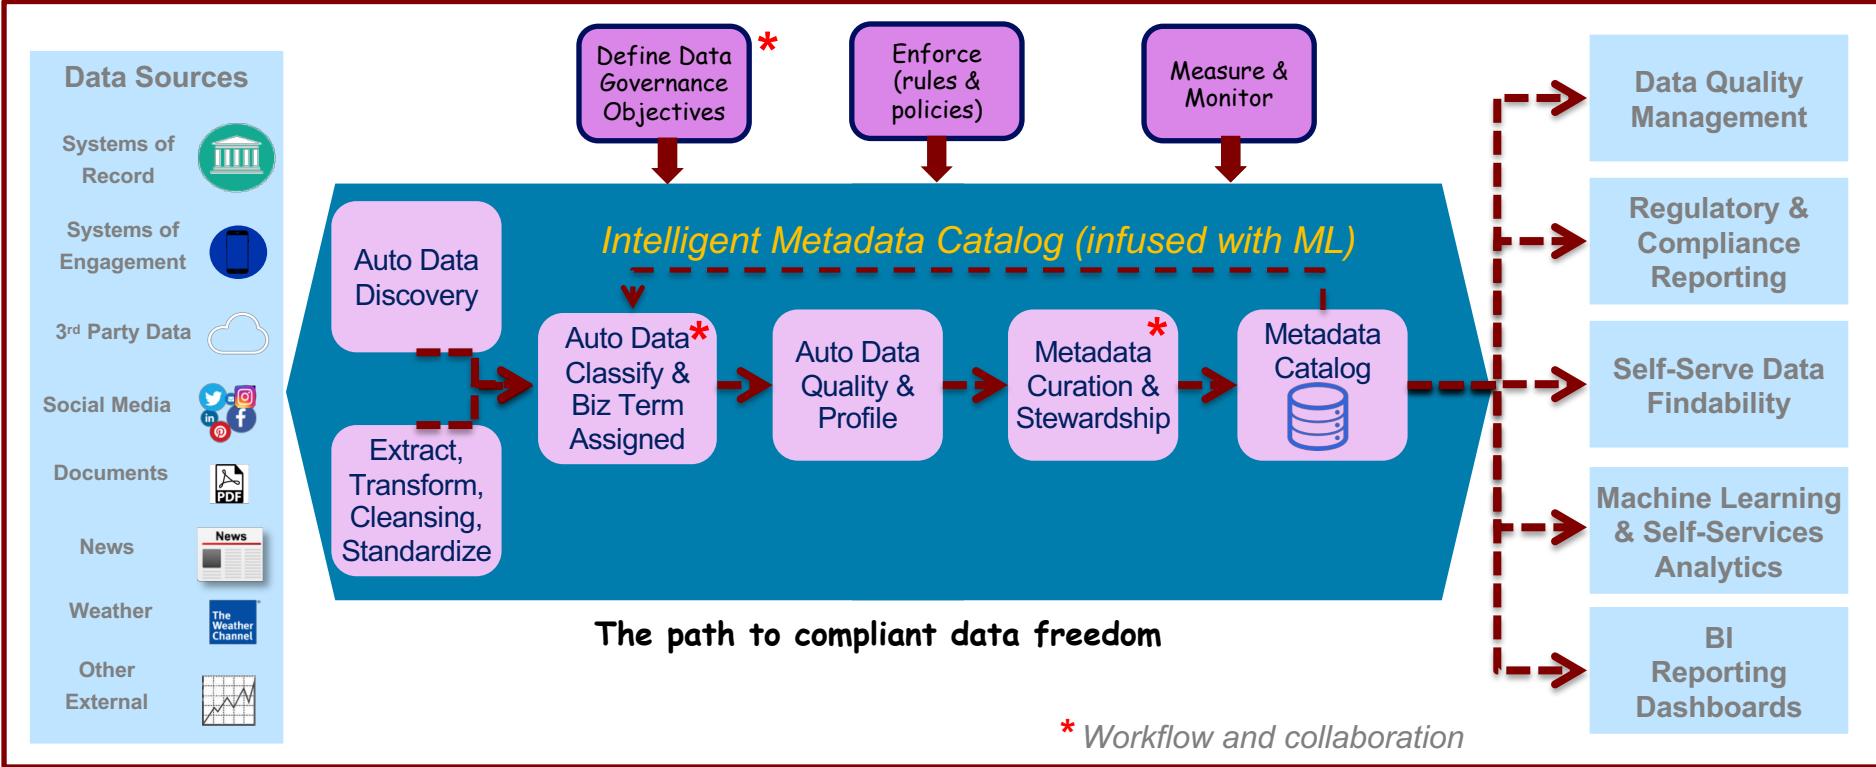 Data Sources
Systems of
Record
Systems of
Engagement
3rd Party Data
Social Media
in
f
Documents
PDF
News
News
Weather
The
Weather
Channel
Other
External
Define Data
Governance
Objectives
*
Enforce
(rules &
policies)
Measure &
Monitor
Intelligent Metadata Catalog (infused with ML)
Auto Data
Discovery
Extract,
Transform,
Cleansing,
Standardize
Auto Data*
Classify &
Biz Term
Assigned
Auto Data
Quality &
Profile
*
Metadata
Curation &
Stewardship
Metadata
Catalog
The path to compliant data freedom
* Workflow and collaboration
Data Quality
Management
Regulatory &
Compliance
Reporting
Self-Serve Data
Findability
Machine Learning
& Self-Services
Analytics
BI
Reporting
Dashboards